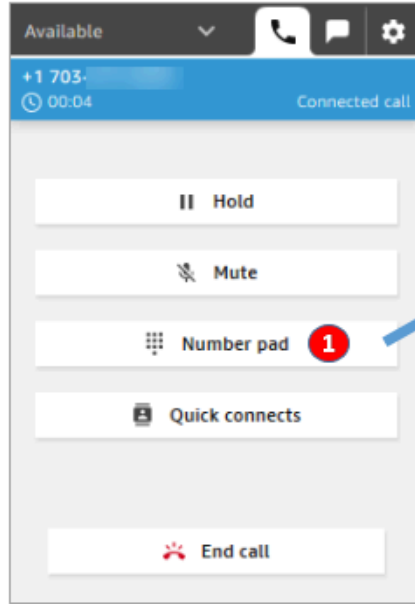 Available
+1 703-
00:04 Connected call
Hold
Mute
Number pad 1
Quick connects
End call